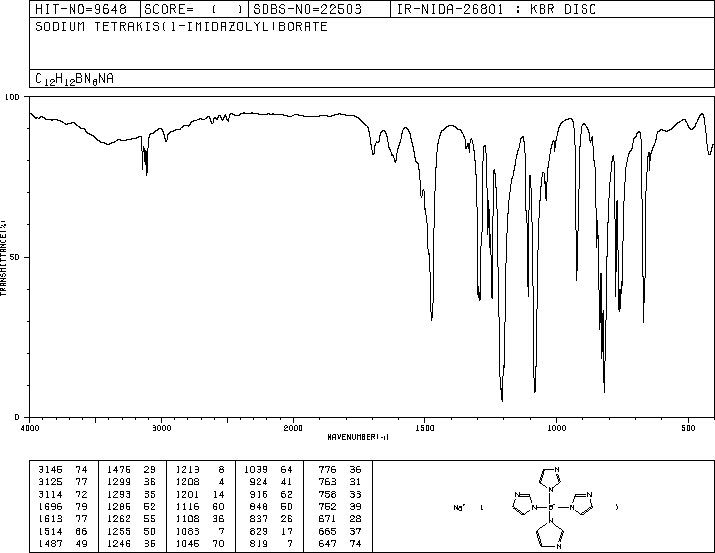 HIT-NO=9648 SCORE= ( ) SDBS-NO=22503 IR-NIDA-26801 : KBR DISC
SODIUM TETRAKIS(1-IMIDAZOLYL)BORATE
C12H12BN8NA
100
50
0
TRANSMITTANCE(%)
4000 3000 2000 1500 1000 500
WAVENUMBER(-1)
3145 74 1476 29 1213 8 1039 64 776 36
3125 77 1299 36 1208 4 924 41 763 31
3114 72 1293 35 1201 14 916 62 758 33
1696 79 1286 62 1116 60 848 50 752 39
1613 77 1262 55 1108 36 837 26 671 28
1514 66 1255 50 1083 7 829 17 665 37
1487 49 1246 36 1046 70 819 7 647 74
Na+ ( N N N N N B- N N N )